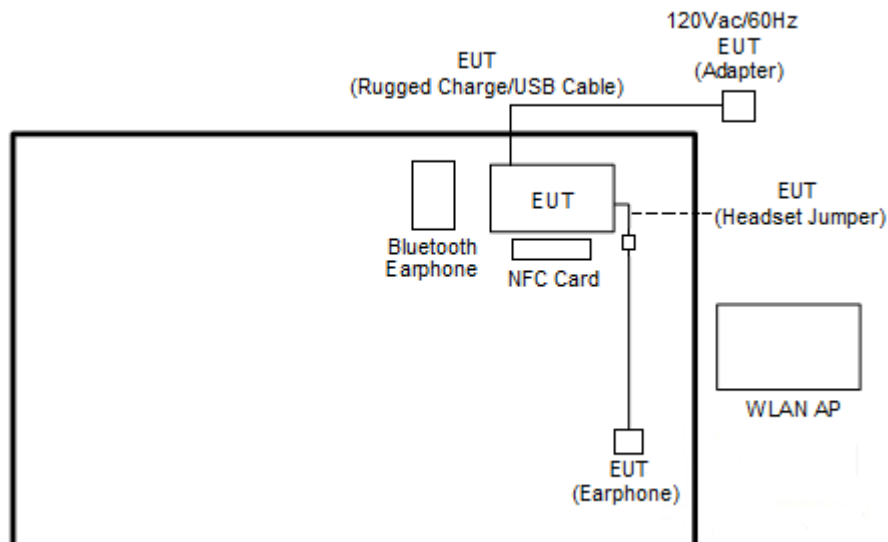 120Vac/60Hz
EUT
(Adapter)
EUT
(Rugged Charge/USB Cable)
EUT
EUT
(Headset Jumper)
Bluetooth
Earphone
NFC Card
WLAN AP
EUT
(Earphone)